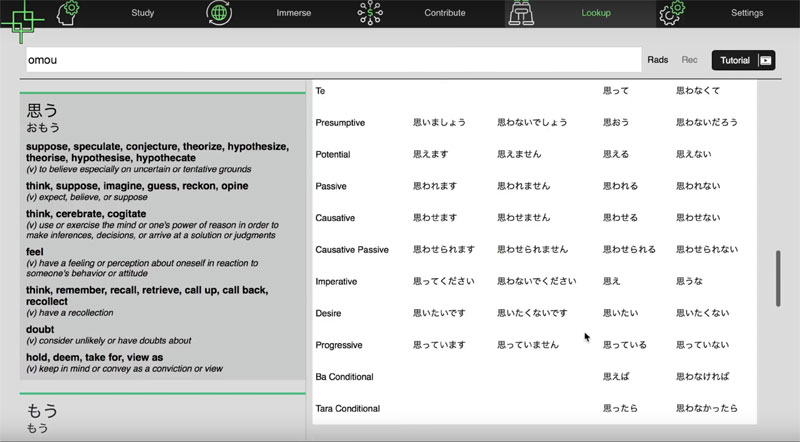 Study Immerse Contribute Lookup Settings
omou Rads Rec Tutorial
思う
おもう
suppose, speculate, conjecture, theorize, hypothesize,
theorise, hypothesise, hypothecate
(v) to believe especially on uncertain or tentative grounds
think, suppose, imagine, guess, reckon, opine
(v) expect, believe, or suppose
think, cerebrate, cogitate
(v) use or exercise the mind or one's power of reason in order to
make inferences, decisions, or arrive at a solution or judgments
feel
(v) have a feeling or perception about oneself in reaction to
someone's behavior or attitude
think, remember, recall, retrieve, call up, call back,
recollect
(v) have a recollection
doubt
(v) consider unlikely or have doubts about
hold, deem, take for, view as
(v) keep in mind or convey as a conviction or view
もう
もう
Te 思って 思わなくて
Presumptive 思いましょう 思わないでしょう 思おう 思わないだろう
Potential 思えます 思えません 思える 思えない
Passive 思われます 思われません 思われる 思われない
Causative 思わせます 思わせません 思わせる 思わせない
Causative Passive 思わせられます 思わせられません 思わせられる 思わせられない
Imperative 思ってください 思わないでください 思え 思うな
Desire 思いたいです 思いたくないです 思いたい 思いたくない
Progressive 思っています 思っていません 思っている 思っていない
Ba Conditional 思えば 思わなければ
Tara Conditional 思ったら 思わなかったら